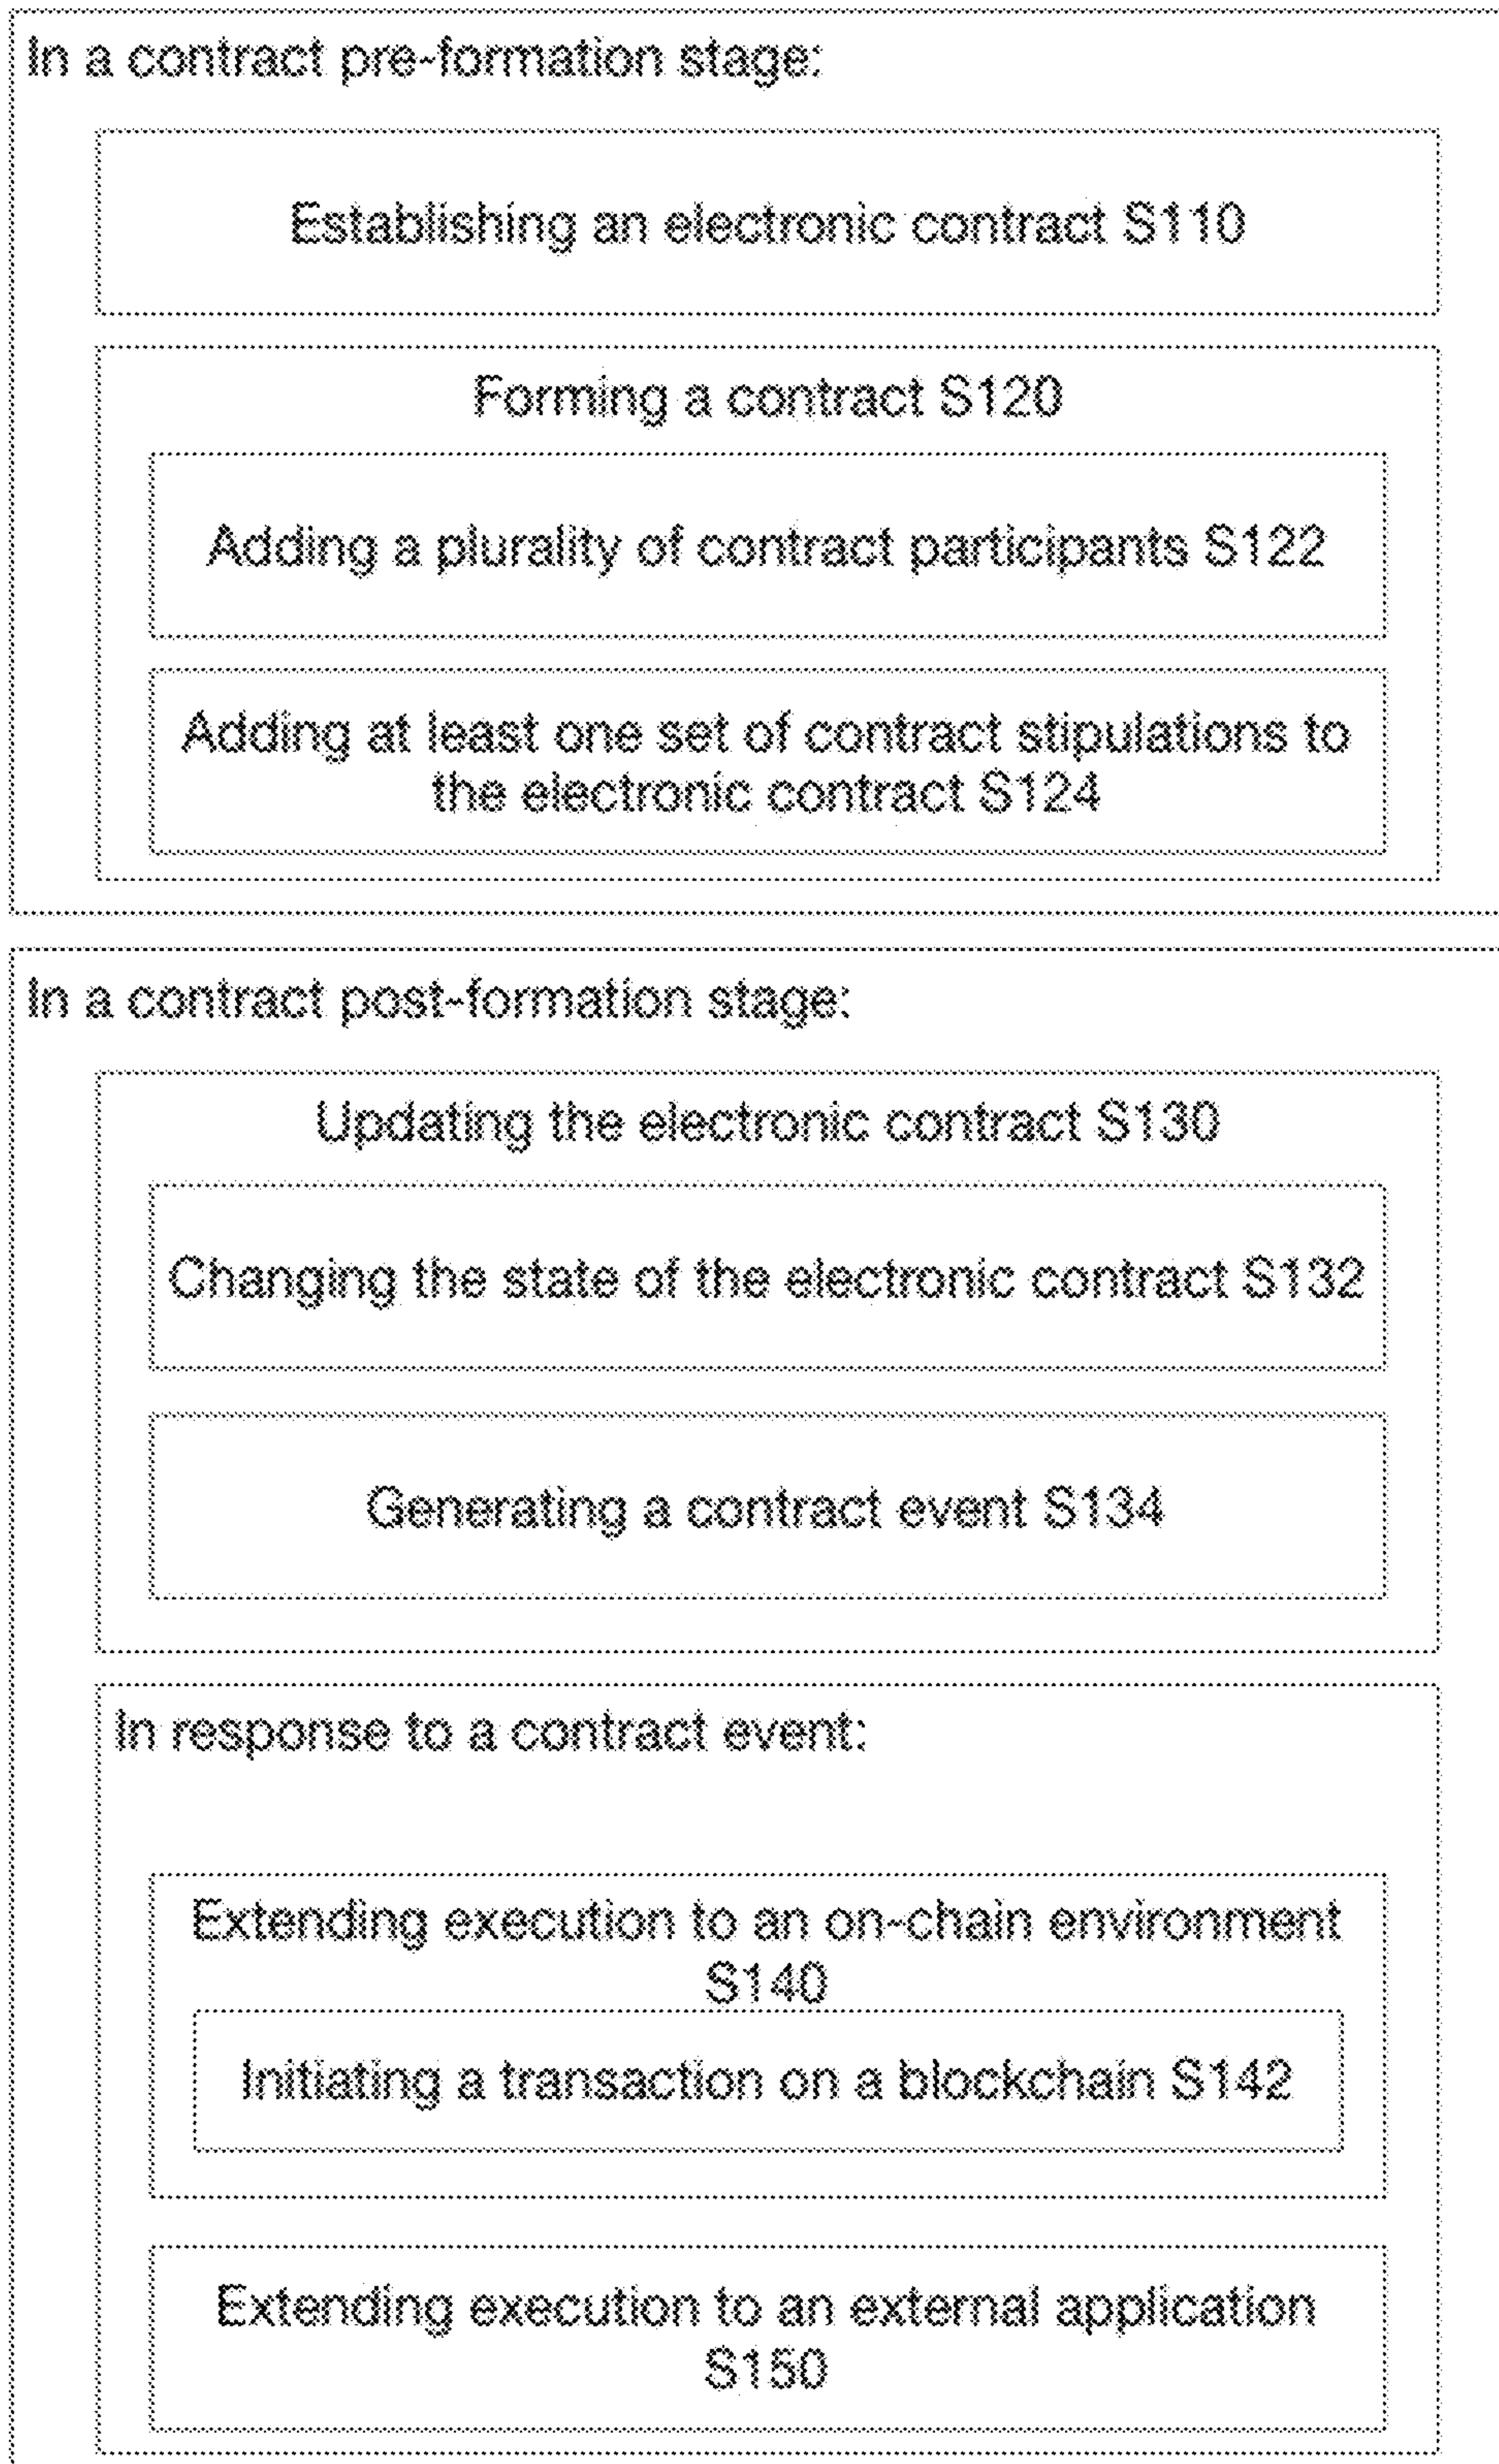 In a contract pre-formation stage:
Establishing an electronic contract S110
Forming a contract S120
Adding a plurality of contract participants S122
Adding at least one set of contract stipulations to
the electronic contract S124
In a contract post-formation stage:
Updating the electronic contract S130
Changing the state of the electronic contract S132
Generating a contract event S134
In response to a contract event:
Extending execution to an on-chain environment
S140
Initiating a transaction on a blockchain S142
Extending execution to an external application
S150